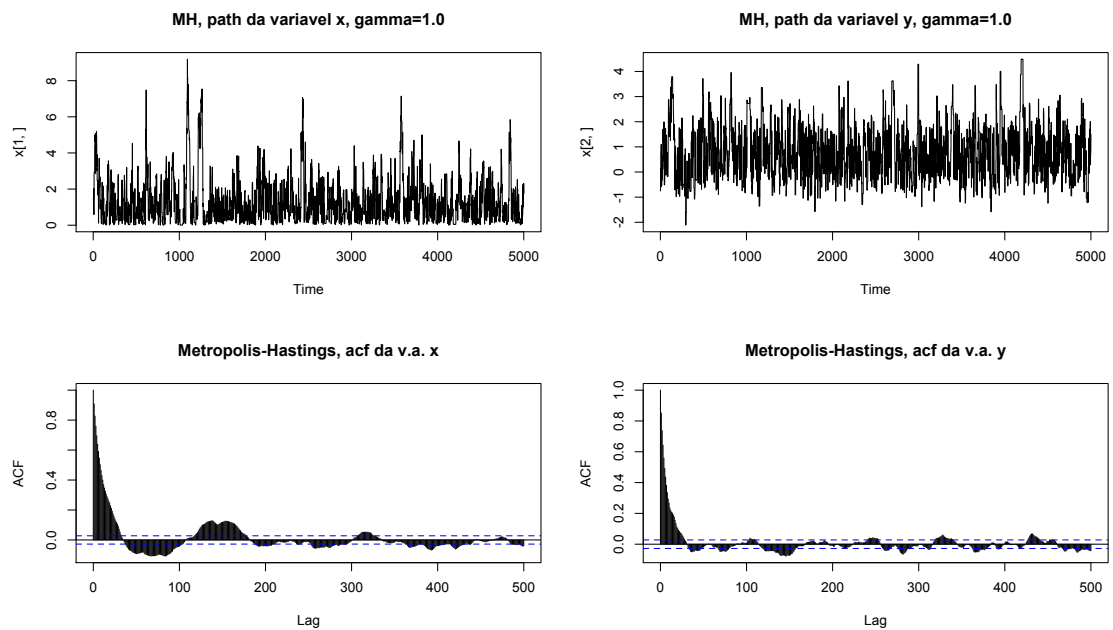 MH, path da variavel x, gamma=1.0
x[1, ]
8
6
4
2
0
0 1000 2000 3000 4000 5000
Time
MH, path da variavel y, gamma=1.0
x[2, ]
4
3
2
1
0
-1
-2
0 1000 2000 3000 4000 5000
Time
Metropolis-Hastings, acf da v.a. x
ACF
0.8
0.4
0.0
0 100 200 300 400 500
Lag
Metropolis-Hastings, acf da v.a. y
ACF
1.0
0.8
0.6
0.4
0.2
0.0
0 100 200 300 400 500
Lag